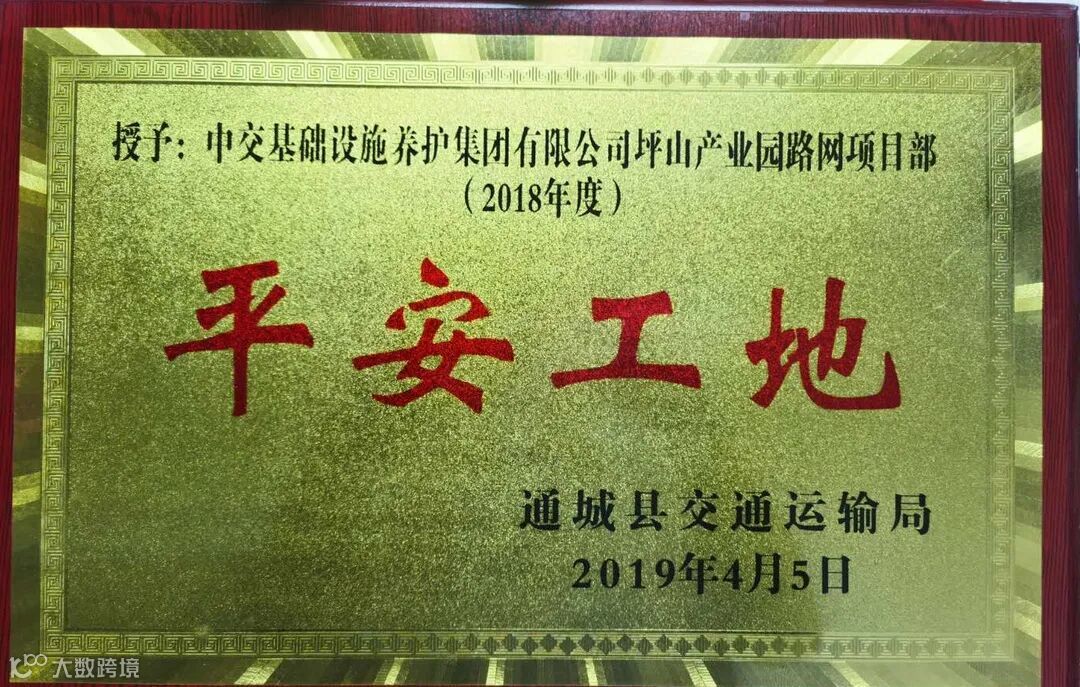 授予：中交基础设施养护集团有限公司坪山产业园路网项目部
（2018年度）
平安工地
通城县交通运输局
2019年4月5日
大数跨境